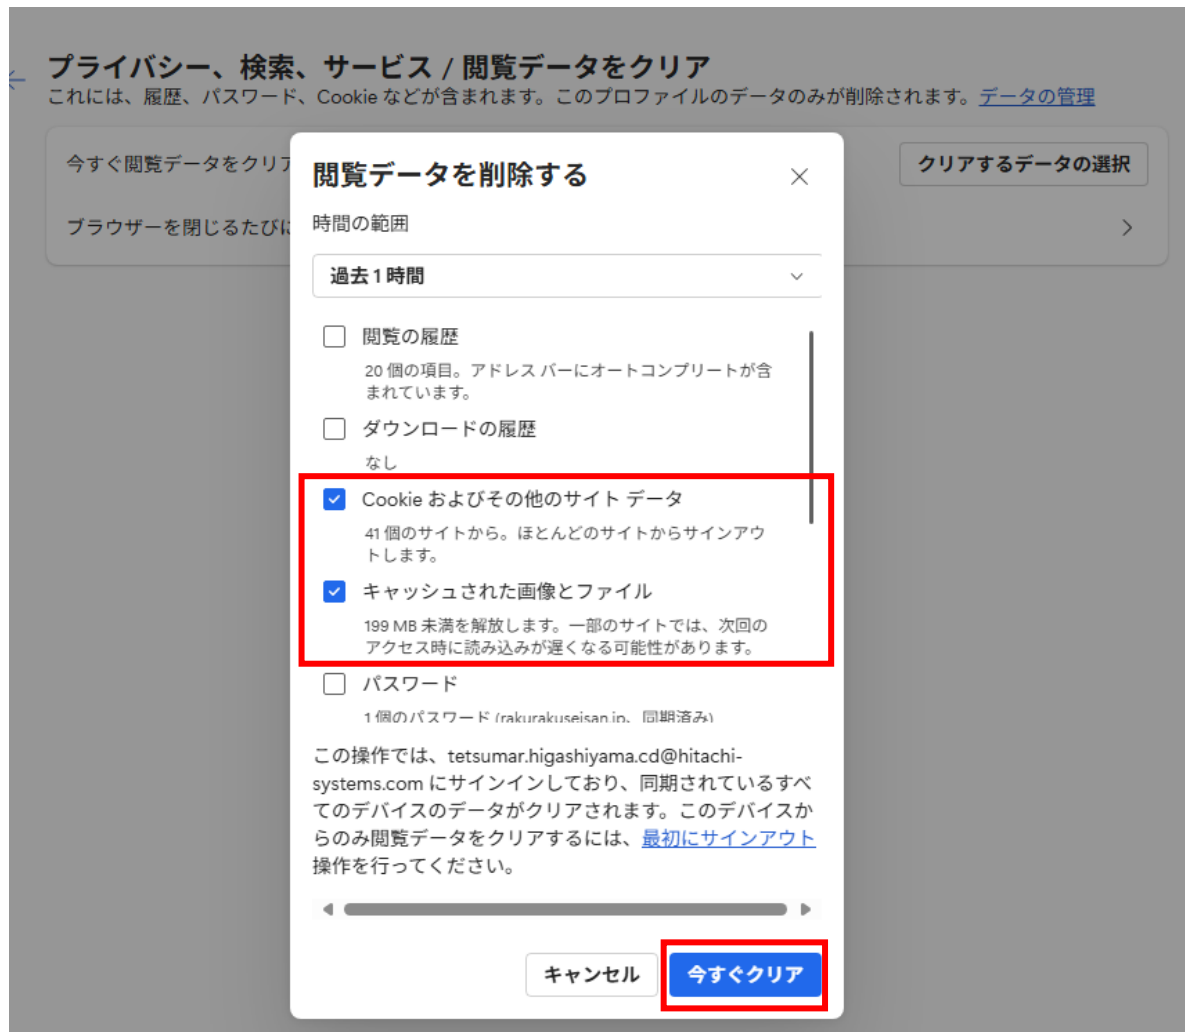 プライバシー、検索、サービス / 閲覧データをクリア
これには、履歴、パスワード、Cookie などが含まれます。このプロファイルのデータのみが削除されます。データの管理
今すぐ閲覧データをクリア
クリアするデータの選択
ブラウザーを閉じるたびに
閲覧データを削除する
時間の範囲
過去 1 時間
閲覧の履歴
20 個の項目。アドレス バーにオートコンプリートが含
まれています。
ダウンロードの履歴
なし
Cookie およびその他のサイト データ
41 個のサイトから。ほとんどのサイトからサインアウ
トします。
キャッシュされた画像とファイル
199 MB 未満を解放します。一部のサイトでは、次回の
アクセス時に読み込みが遅くなる可能性があります。
パスワード
1 個のパスワード (rakurakuseisan.jp、同期済み)
この操作では、tetsumar.higashiyama.cd@hitachi-
systems.com にサインインしており、同期されているすべ
てのデバイスのデータがクリアされます。このデバイスか
らのみ閲覧データをクリアするには、最初にサインアウト
操作を行ってください。
キャンセル
今すぐクリア